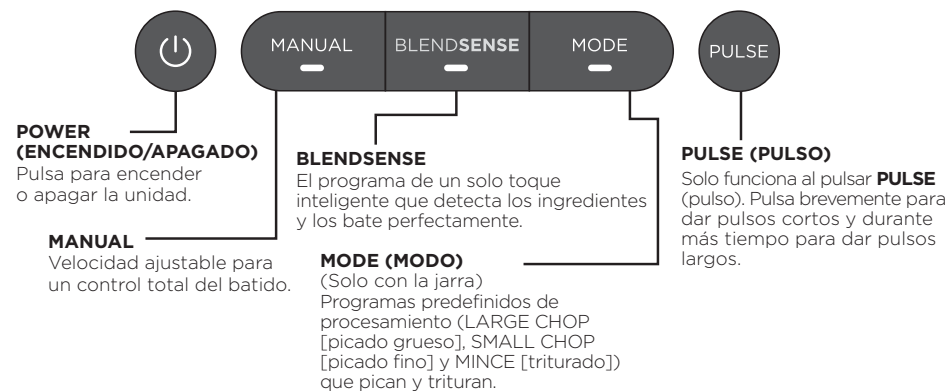 MANUAL
BLENDSENSE
MODE
PULSE
POWER
(ENCENDIDO/APAGADO)
Pulsa para encender
o apagar la unidad.
MANUAL
Velocidad ajustable para
un control total del batido.
BLENDSENSE
El programa de un solo toque
inteligente que detecta los ingredientes
y los bate perfectamente.
MODE (MODO)
(Solo con la jarra)
Programas predefinidos de
procesamiento (LARGE CHOP
[picado grueso], SMALL CHOP
[picado fino] y MINCE [triturado])
que pican y trituran.
PULSE (PULSO)
Solo funciona al pulsar PULSE
(pulso). Pulsa brevemente para
dar pulsos cortos y durante
más tiempo para dar pulsos
largos.